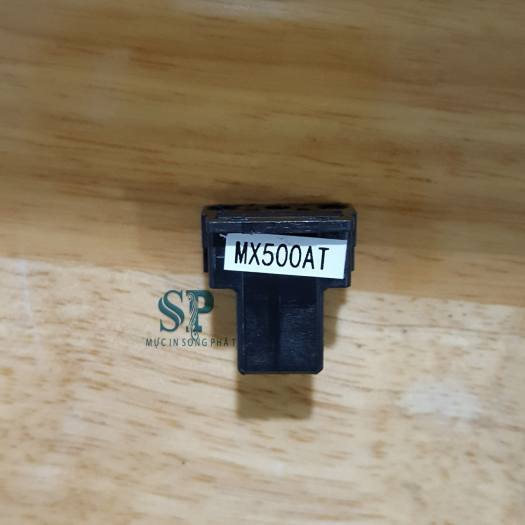 MX500AT
SP
MỰC IN SONG PHÁT